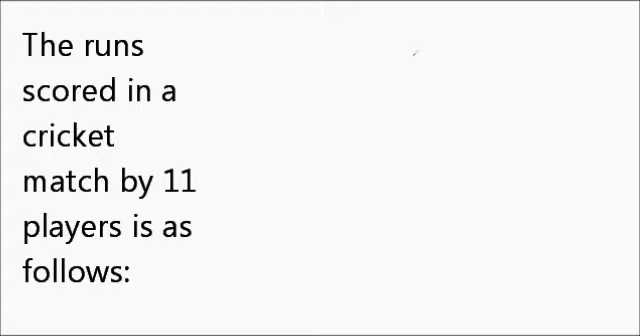 The runs
scored in a
cricket
match by 11
players is as
follows: